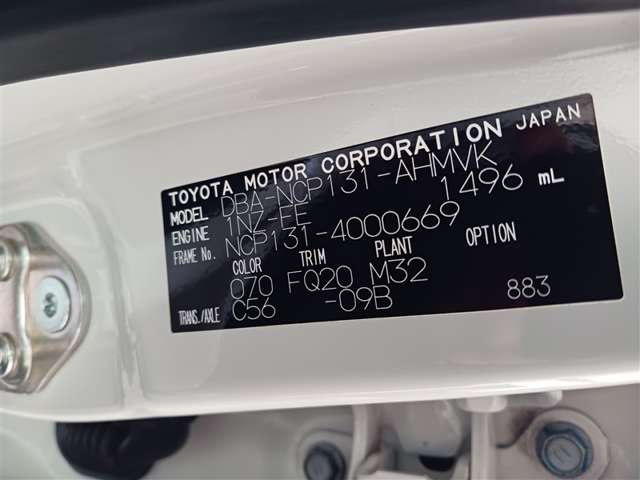 TOYOTA MOTOR CORPORATION JAPAN
MODEL DBA-NCP131-AHMVK
ENGINE 1NZ-FE 1496 mL
FRAME No. NCP131-4000669
COLOR TRIM PLANT OPTION
070 FQ20 M32
TRANS./AXLE C56 -09B 883